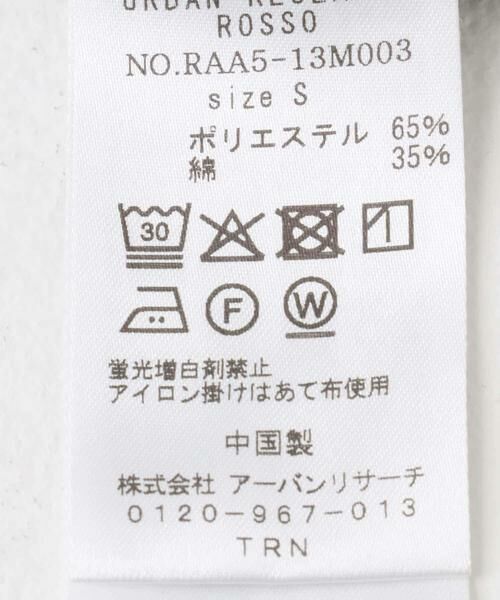 ROSSO
NO.RAA5-13M003
size S
ポリエステル 65%
綿 35%
30
F W
蛍光増白剤禁止
アイロン掛けはあて布使用
中国製
株式会社 アーバンリサーチ
0120-967-013
TRN